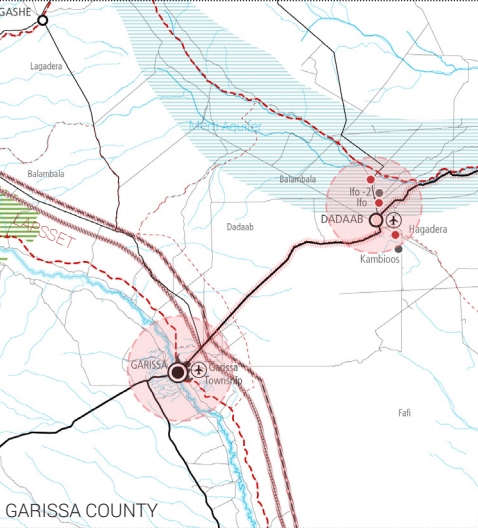 GASHE
Lagadera
Merti Aquifer
Balambala
Balambala
Ifo -2
Ifo
DADAAB
Hagadera
Kambioos
LAPSSET
Dadaab
GARISSA
Garissa
Township
Fafi
GARISSA COUNTY